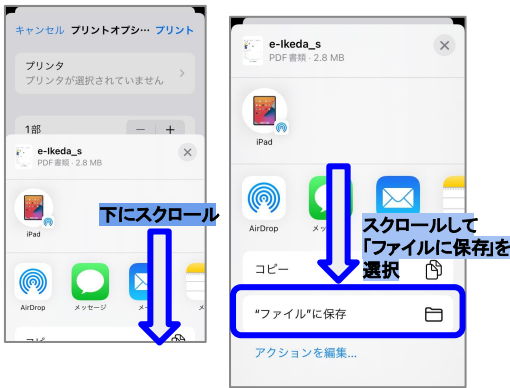 キャンセル プリントオプシ… プリント
プリンタ
プリンタが選択されていません
1部
e-Ikeda_s
PDF書類・2.8 MB
iPad
下にスクロール
AirDrop
メッセージ
e-Ikeda_s
PDF書類・2.8 MB
iPad
AirDrop
スクロールして
「ファイルに保存」を
選択
コピー
“ファイル”に保存
アクションを編集...